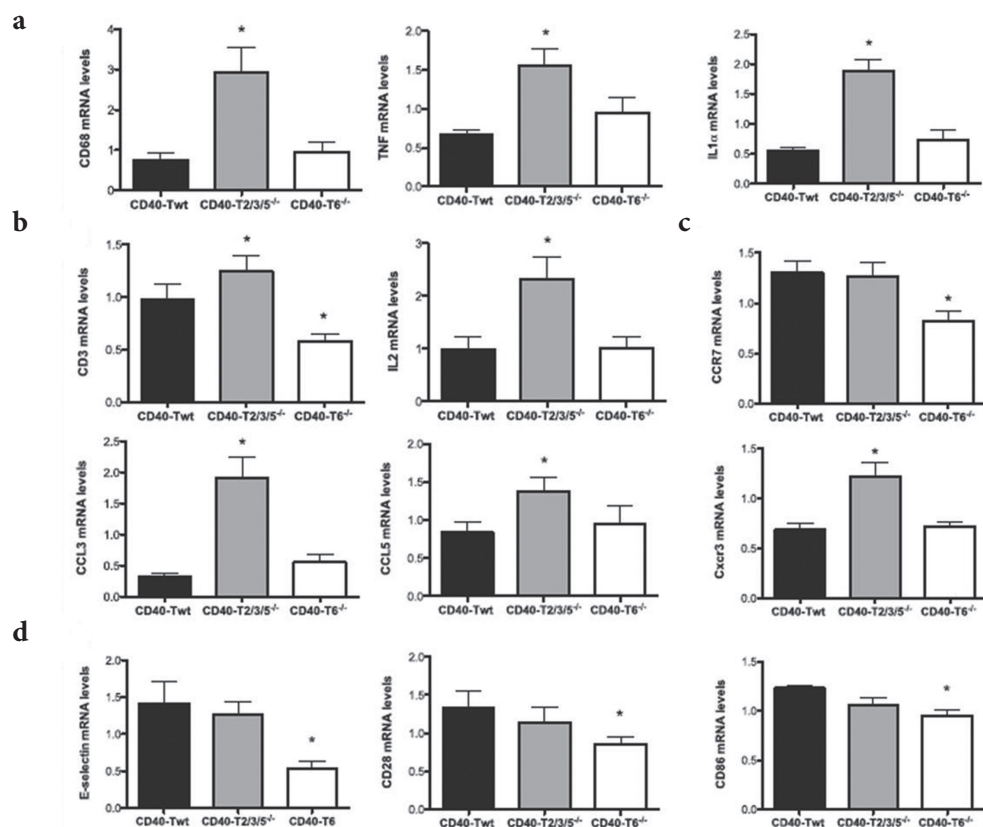 a
CD68 mRNA levels
4
3
2
1
0
*
CD40-Twt CD40-T2/3/5-/- CD40-T6-/-
TNF mRNA levels
2.0
1.5
1.0
0.5
0.0
*
CD40-Twt CD40-T2/3/5-/- CD40-T6-/-
IL1α mRNA levels
2.5
2.0
1.5
1.0
0.5
0.0
*
CD40-Twt CD40-T2/3/5-/- CD40-T6-/-
b
CD3 mRNA levels
1.5
1.0
0.5
0.0
*
*
CD40-Twt CD40-T2/3/5-/- CD40-T6-/-
IL2 mRNA levels
3
2
1
0
*
CD40-Twt CD40-T2/3/5-/- CD40-T6-/-
c
CCR7 mRNA levels
1.5
1.0
0.5
0.0
*
CD40-Twt CD40-T2/3/5-/- CD40-T6-/-
CCL3 mRNA levels
2.5
2.0
1.5
1.0
0.5
0.0
*
CD40-Twt CD40-T2/3/5-/- CD40-T6-/-
CCL5 mRNA levels
2.0
1.5
1.0
0.5
0.0
*
CD40-Twt CD40-T2/3/5-/- CD40-T6-/-
Cxcr3 mRNA levels
1.5
1.0
0.5
0.0
*
CD40-Twt CD40-T2/3/5-/- CD40-T6-/-
d
E-selectin mRNA levels
2.0
1.5
1.0
0.5
0.0
*
CD40-Twt CD40-T2/3/5-/- CD40-T6
CD28 mRNA levels
2.0
1.5
1.0
0.5
0.0
*
CD40-Twt CD40-T2/3/5-/- CD40-T6-/-
CD86 mRNA levels
1.5
1.0
0.5
0.0
*
CD40-Twt CD40-T2/3/5-/- CD40-T6-/-